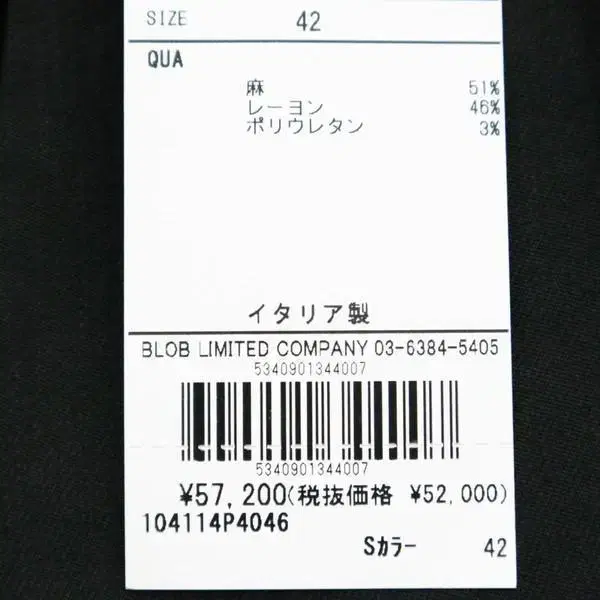 SIZE 42
QUA
麻 51%
レーヨン 46%
ポリウレタン 3%
イタリア製
BLOB LIMITED COMPANY 03-6384-5405
5340901344007
5340901344007
¥57,200(税抜価格 ¥52,000)
104114P4046
Sｶﾗｰ 42